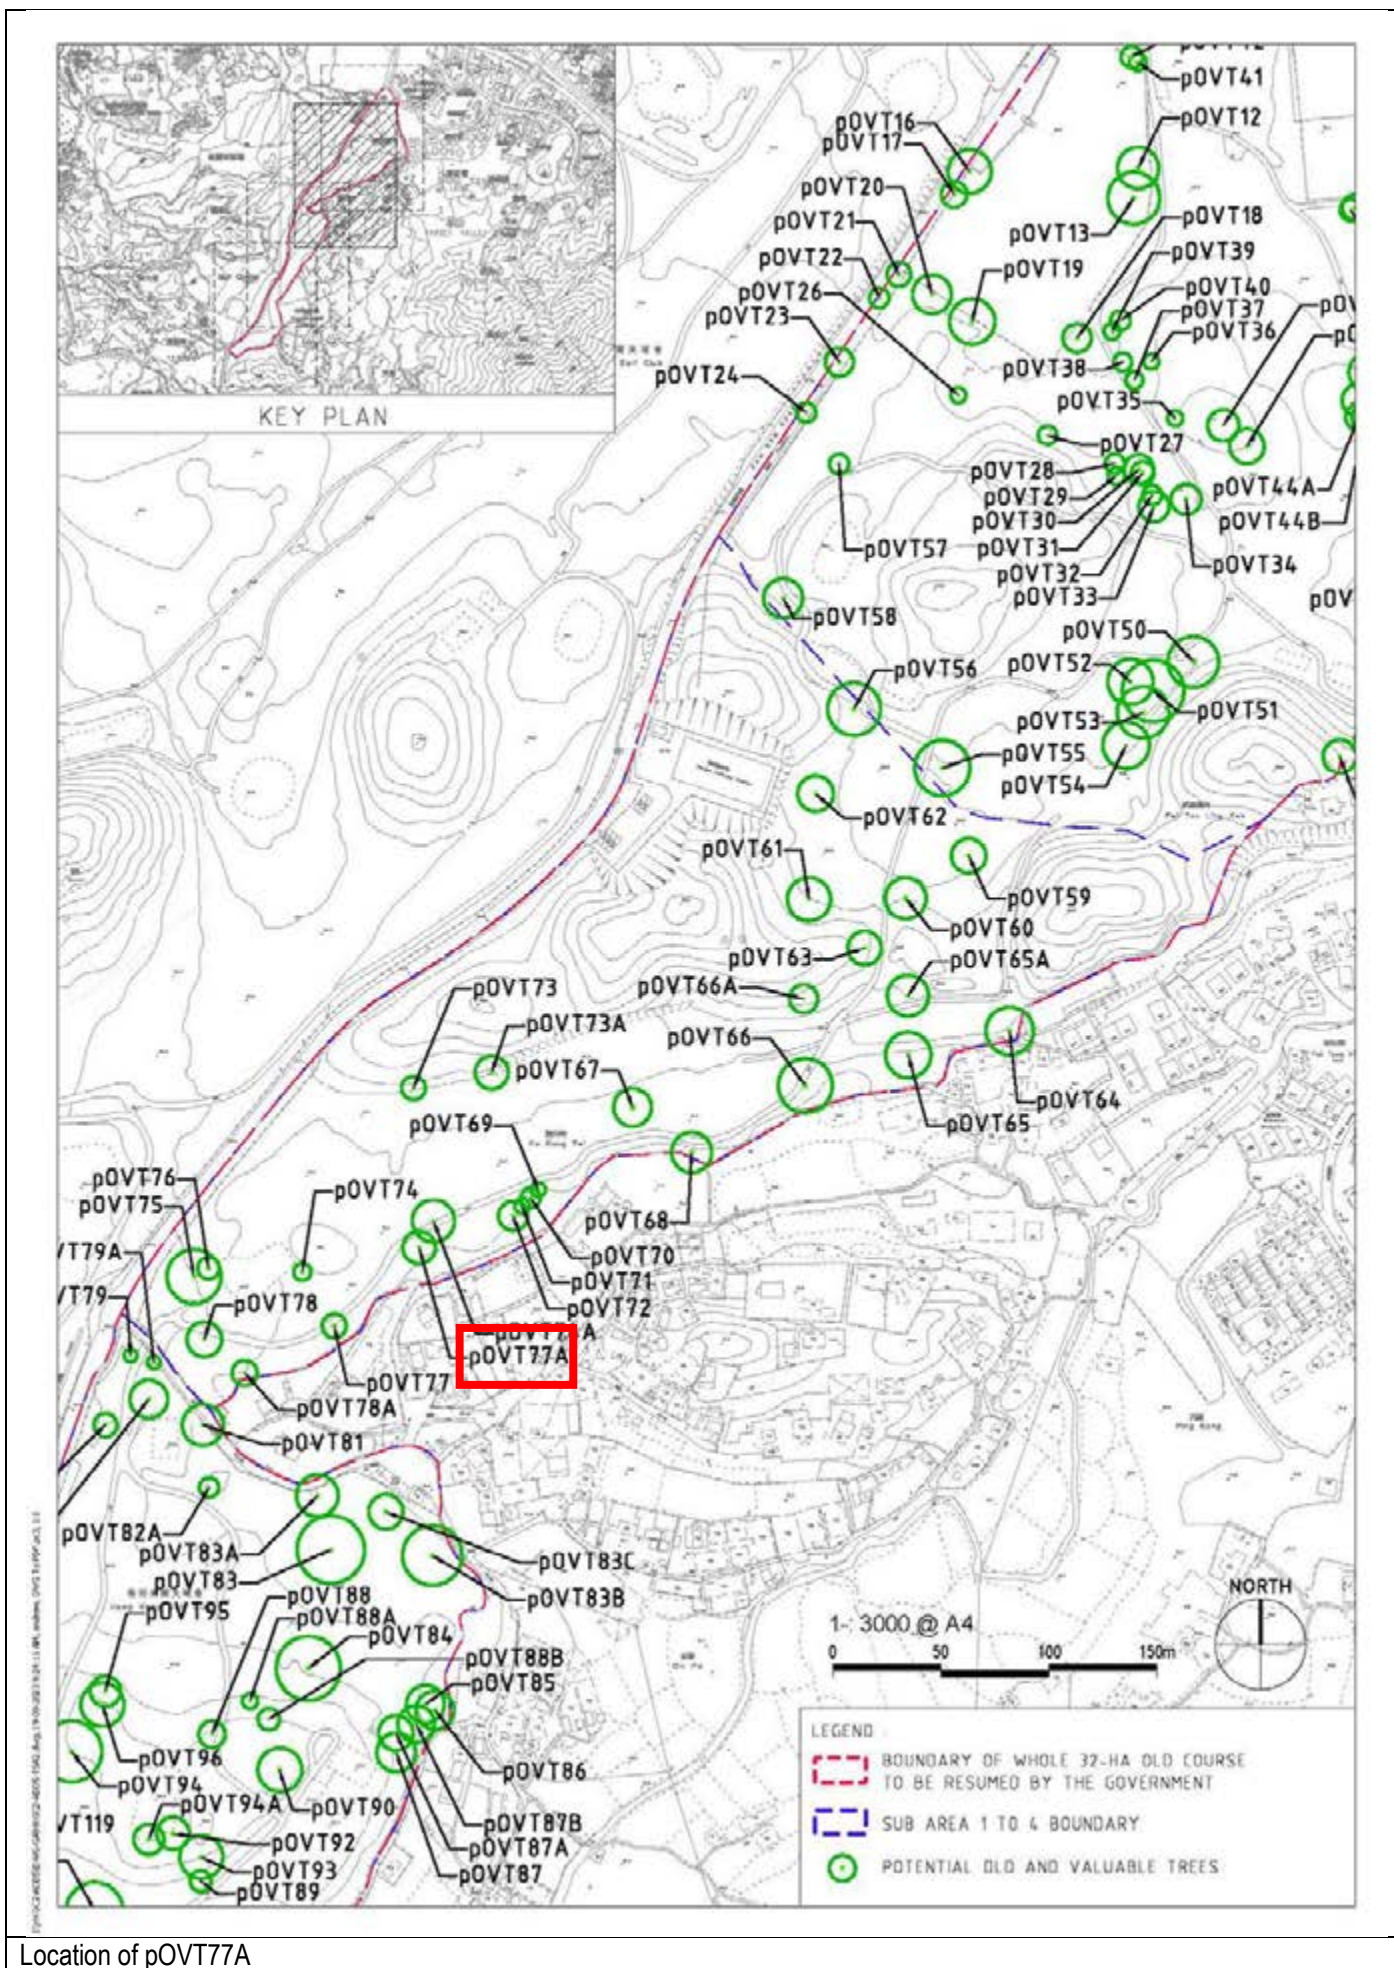 KEY PLAN
pOVT41
pOVT16
pOVT17
pOVT12
pOVT20
pOVT21
pOVT18
pOVT13
pOVT22
pOVT39
pOVT19
pOVT26
pOVT40
pOVT23
pOVT37
pOVT36
pOVT38
pOVT24
pOVT35
pOVT27
pOVT28
pOVT44A
pOVT29
pOVT30
pOVT44B
pOVT57
pOVT31
pOVT34
pOVT32
pOVT33
pOVT58
pOVT50
pOVT56
pOVT52
pOVT51
pOVT53
pOVT55
pOVT54
pOVT62
pOVT61
pOVT59
pOVT60
pOVT63
pOVT65A
pOVT66A
pOVT73
pOVT73A
pOVT66
pOVT67
pOVT64
pOVT65
pOVT69
pOVT76
pOVT74
pOVT75
pOVT68
VT79A
pOVT70
pOVT71
VT79
pOVT78
pOVT72
pOVT77A
pOVT77
pOVT78A
pOVT81
pOVT82A
pOVT83A
pOVT83C
pOVT83
pOVT83B
pOVT88
pOVT95
pOVT88A
pOVT84
pOVT88B
pOVT85
pOVT96
pOVT86
pOVT94
pOVT94A
pOVT90
VT119
pOVT87B
pOVT92
pOVT87A
pOVT93
pOVT87
pOVT89
NORTH
1-: 3000 @ A4
0 50 100 150m
LEGEND
BOUNDARY OF WHOLE 32-HA OLD COURSE
TO BE RESUMED BY THE GOVERNMENT
SUB AREA 1 TO 4 BOUNDARY
POTENTIAL OLD AND VALUABLE TREES
Location of pOVT77A